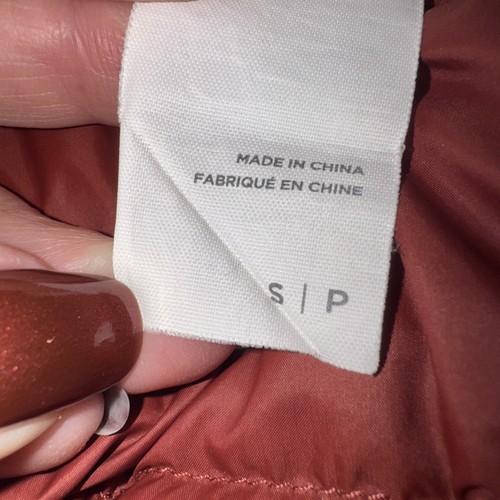 MADE IN CHINA
FABRIQUÉ EN CHINE
S | P